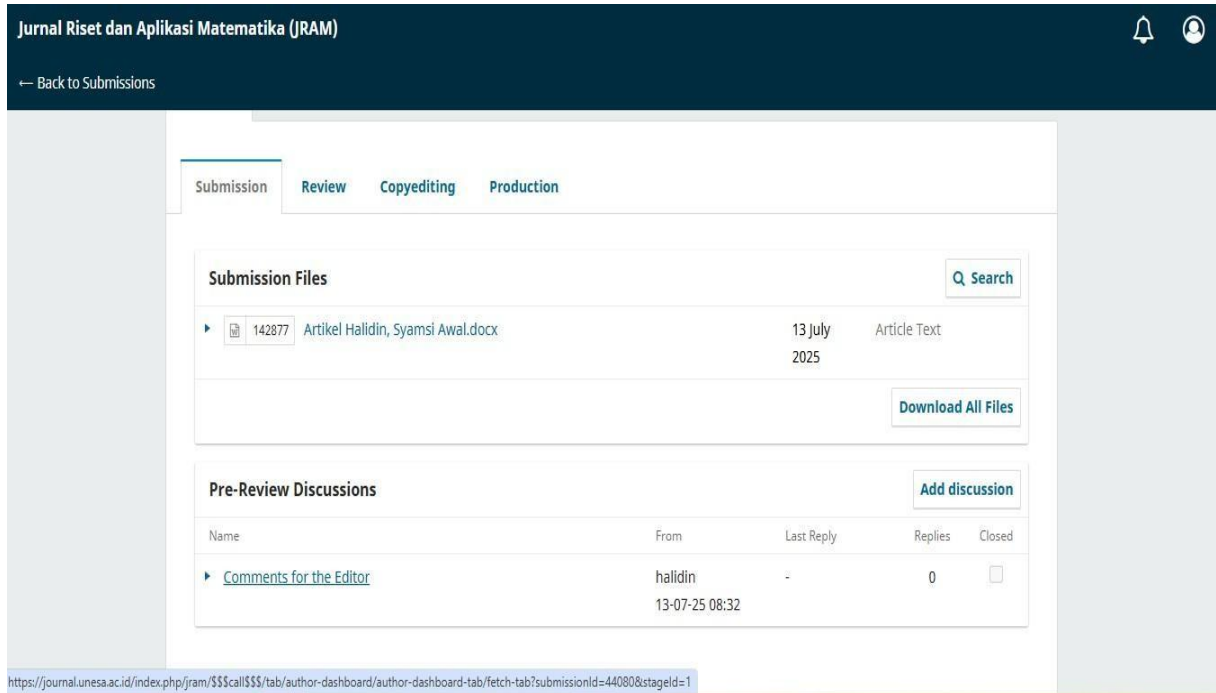 Jurnal Riset dan Aplikasi Matematika (JRAM)
← Back to Submissions
Submission Review Copyediting Production
Submission Files
Search
142877 Artikel Halidin, Syamsi Awal.docx 13 July Article Text
2025
Download All Files
Pre-Review Discussions
Add discussion
Name From Last Reply Replies Closed
Comments for the Editor halidin - 0
13-07-25 08:32
https://journal.unesa.ac.id/index.php/jram/$$$call$$$/tab/author-dashboard/author-dashboard-tab/fetch-tab?submissionId=44080&stageId=1